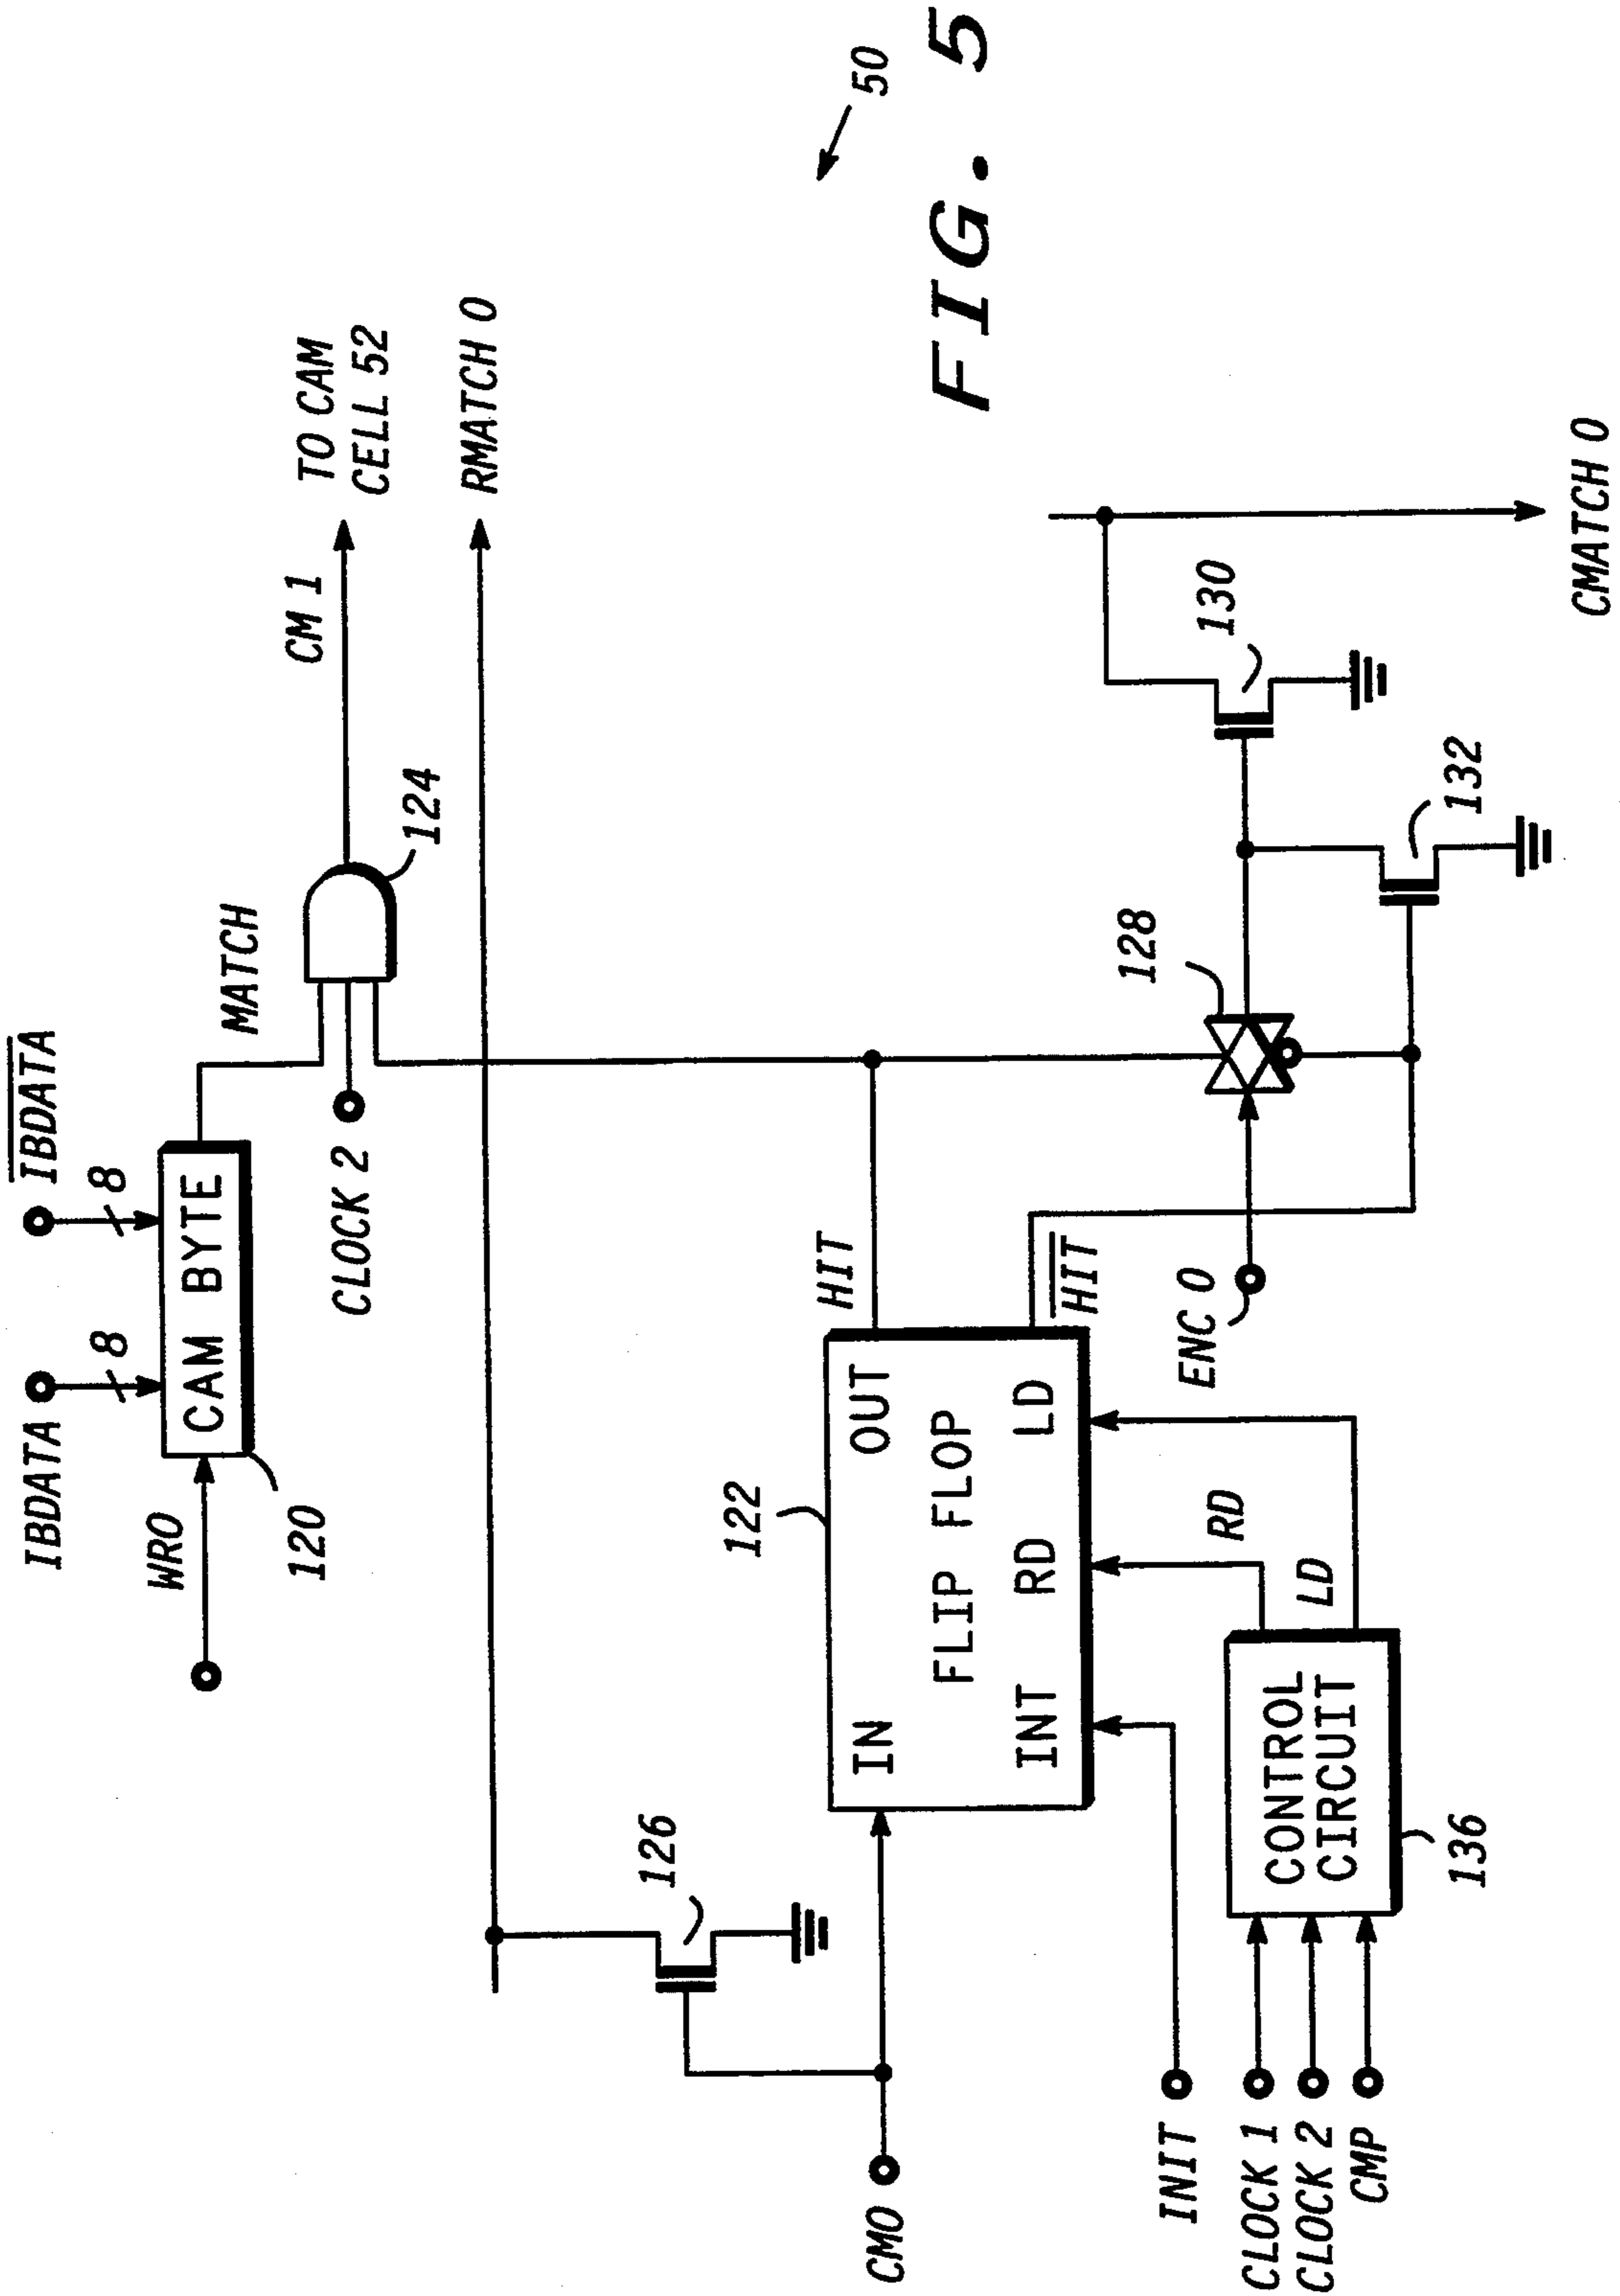 IBDATA
IBDATA
8
8
WR0
CAM BYTE
120
MATCH
CLOCK 2
124
CM 1
TO CAM
CELL 52
RMATCH 0
126
CM0
122
IN
OUT
FLIP FLOP
INT
RD
LD
HIT
HIT
50
FIG. 5
INIT
CLOCK 1
CLOCK 2
CMP
CONTROL
CIRCUIT
136
RD
LD
ENC 0
128
130
132
CMATCH 0